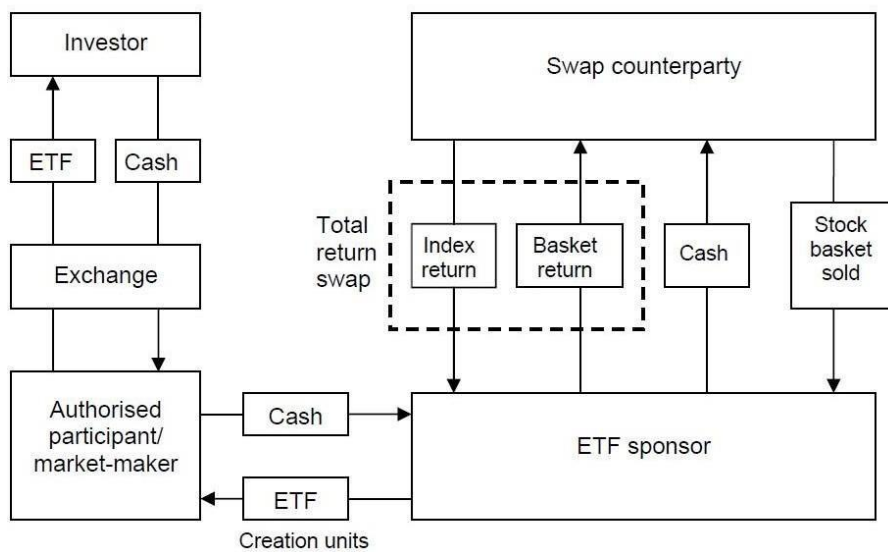 Investor
Swap counterparty
ETF
Cash
Total
return
swap
Index
return
Basket
return
Cash
Stock
basket
sold
Exchange
Authorised
participant/
market-maker
Cash
ETF sponsor
ETF
Creation units